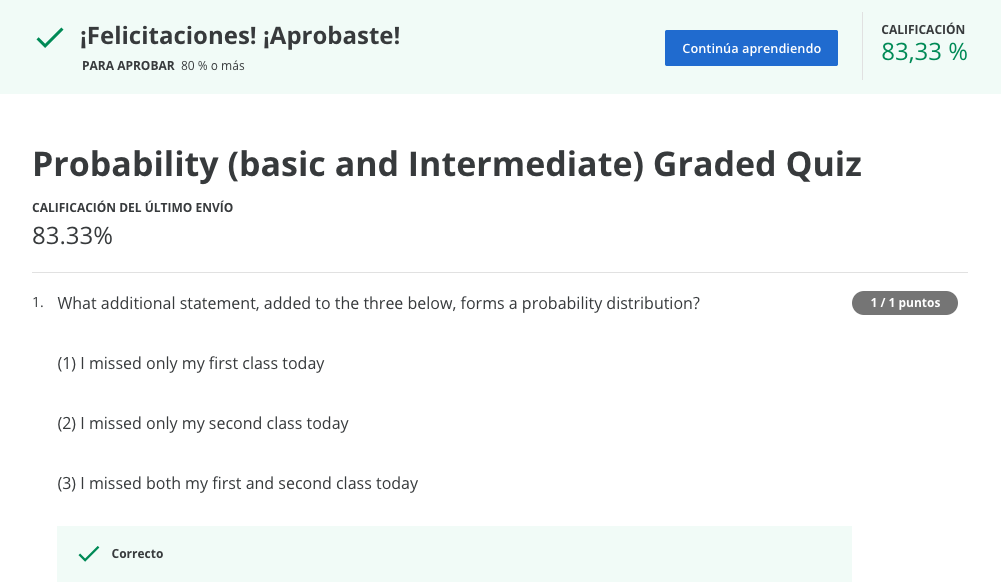 ¡Felicitaciones! ¡Aprobaste!
PARA APROBAR 80 % o más
Continúa aprendiendo
CALIFICACIÓN
83,33 %
Probability (basic and Intermediate) Graded Quiz
CALIFICACIÓN DEL ÚLTIMO ENVÍO
83.33%
1. What additional statement, added to the three below, forms a probability distribution?
1 / 1 puntos
(1) I missed only my first class today
(2) I missed only my second class today
(3) I missed both my first and second class today
Correcto